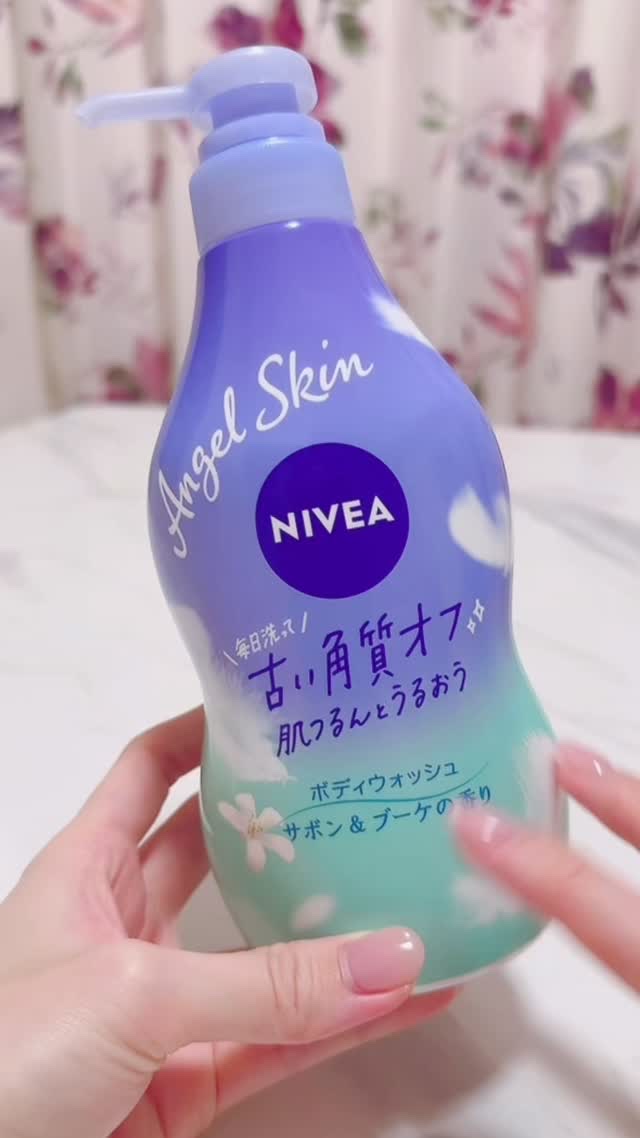 Angel Skin
NIVEA
\毎日洗って/
古い角質オフ
肌つるんとうるおう
ボディウォッシュ
サボン&ブーケの香り